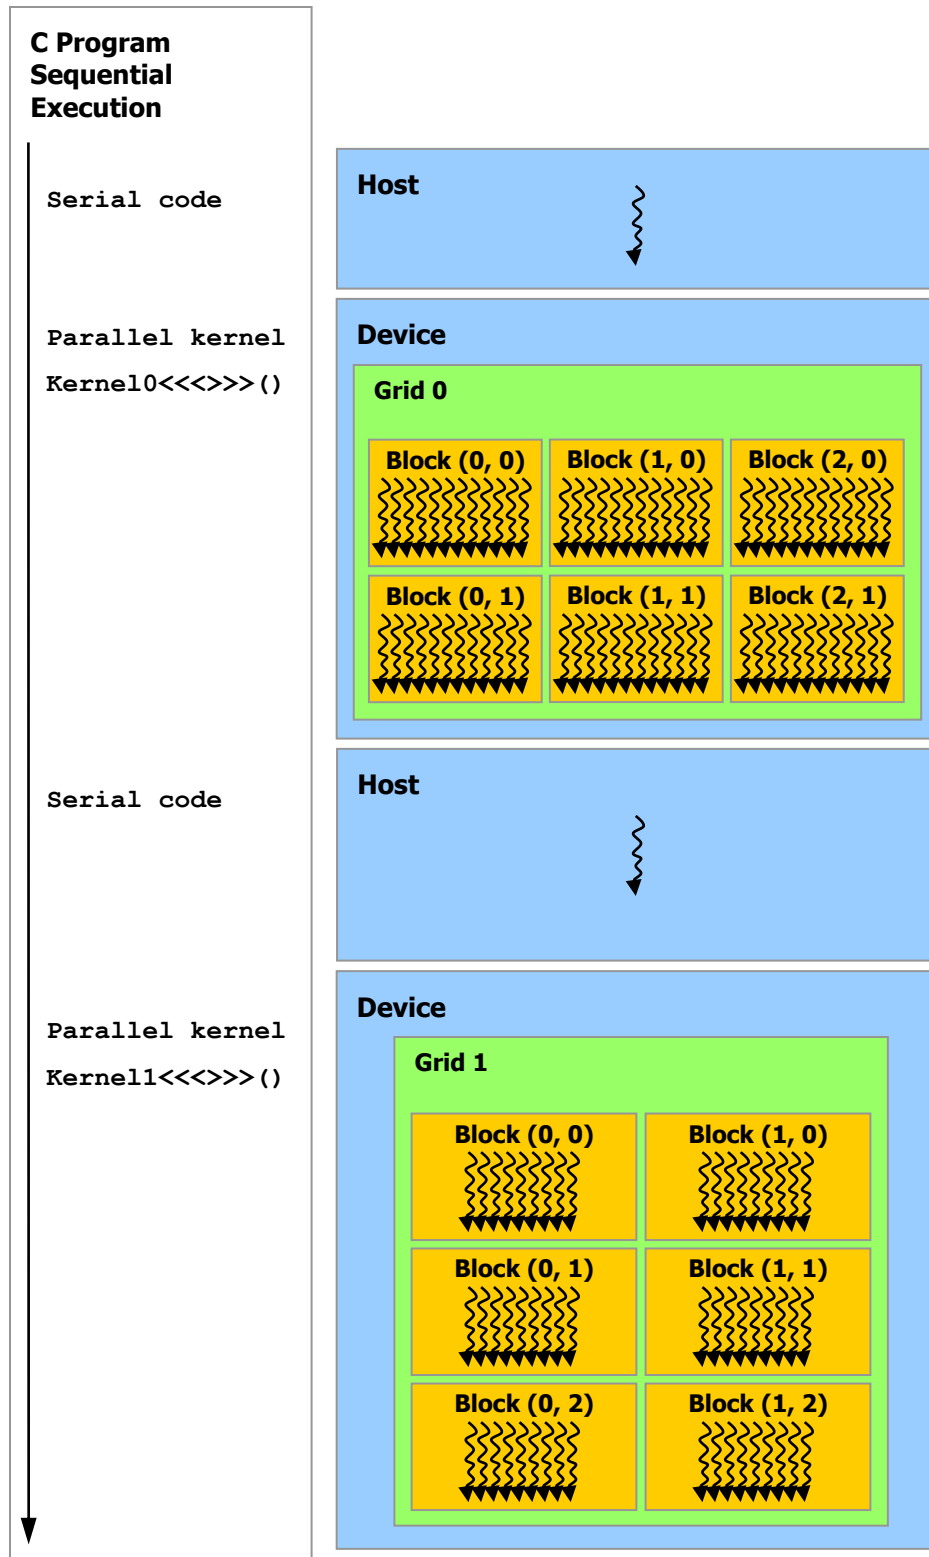 C Program
Sequential
Execution
Serial code
Host
Parallel kernel
Kernel0<<<>>>()
Device
Grid 0
Block (0, 0)
Block (1, 0)
Block (2, 0)
Block (0, 1)
Block (1, 1)
Block (2, 1)
Serial code
Host
Parallel kernel
Kernel1<<<>>>()
Device
Grid 1
Block (0, 0)
Block (1, 0)
Block (0, 1)
Block (1, 1)
Block (0, 2)
Block (1, 2)